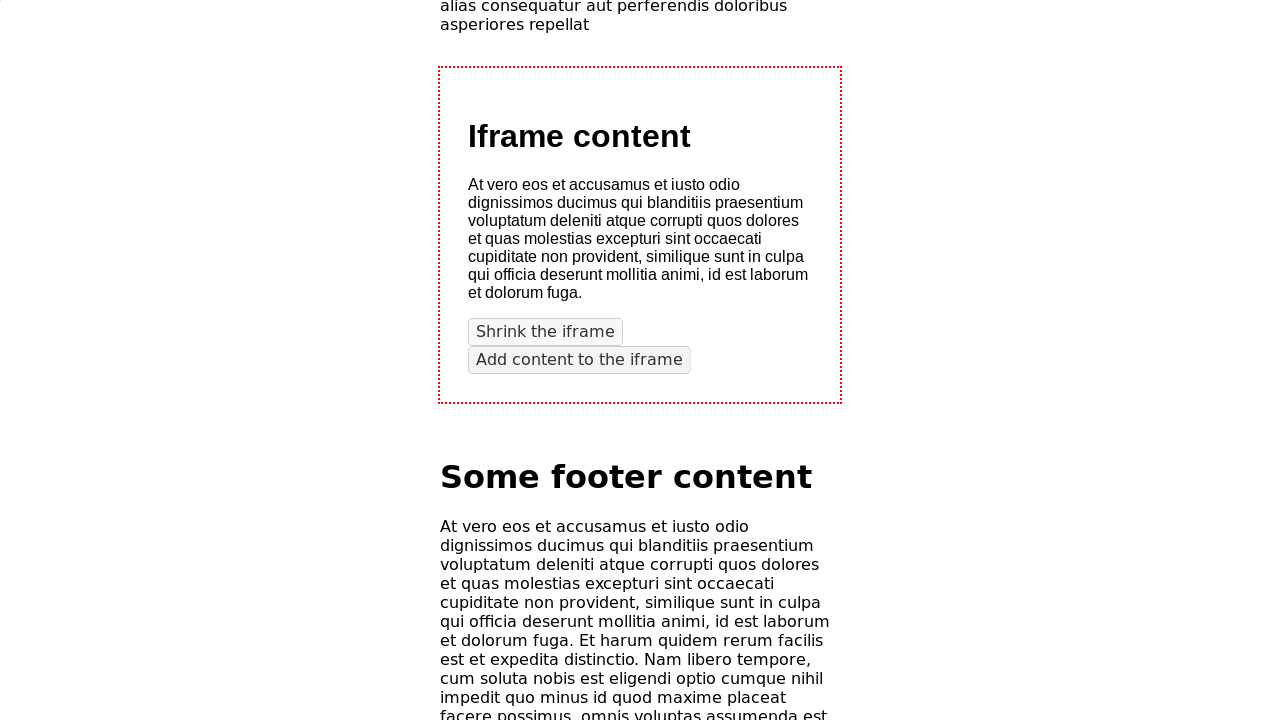 alias consequatur aut perferendis doloribus
asperiores repellat
Iframe content
At vero eos et accusamus et iusto odio
dignissimos ducimus qui blanditiis praesentium
voluptatum deleniti atque corrupti quos dolores
et quas molestias excepturi sint occaecati
cupiditate non provident, similique sunt in culpa
qui officia deserunt mollitia animi, id est laborum
et dolorum fuga.
Shrink the iframe
Add content to the iframe
Some footer content
At vero eos et accusamus et iusto odio
dignissimos ducimus qui blanditiis praesentium
voluptatum deleniti atque corrupti quos dolores
et quas molestias excepturi sint occaecati
cupiditate non provident, similique sunt in culpa
qui officia deserunt mollitia animi, id est laborum
et dolorum fuga. Et harum quidem rerum facilis
est et expedita distinctio. Nam libero tempore,
cum soluta nobis est eligendi optio cumque nihil
impedit quo minus id quod maxime placeat
facere possimus, omnis voluptas assumenda est